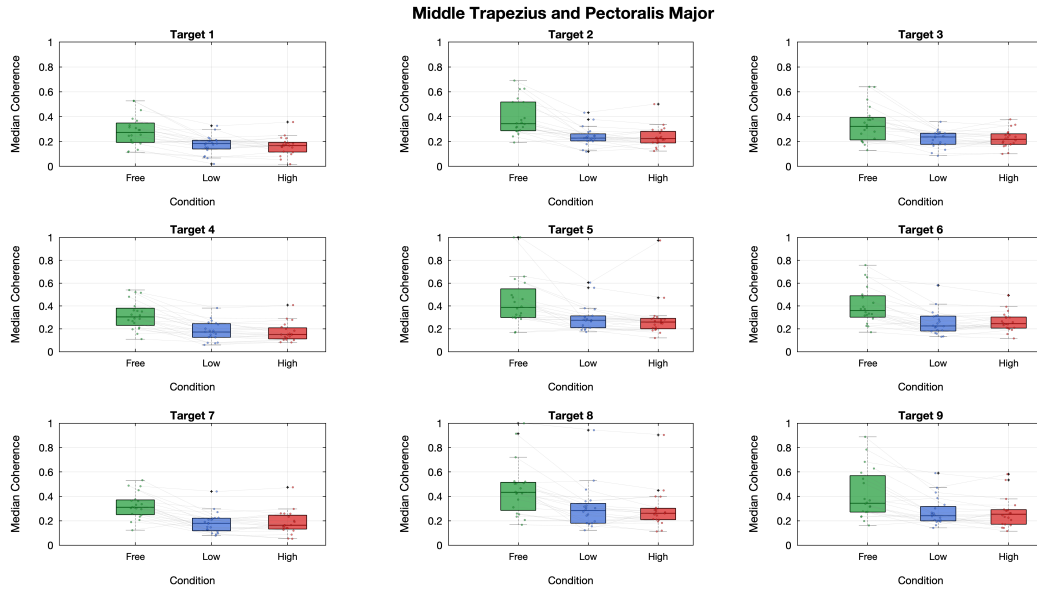 Middle Trapezius and Pectoralis Major
Target 1
Target 2
Target 3
Median Coherence
1
0.8
0.6
0.4
0.2
0
Free Low High
Condition
Median Coherence
1
0.8
0.6
0.4
0.2
0
Free Low High
Condition
Median Coherence
1
0.8
0.6
0.4
0.2
0
Free Low High
Condition
Target 4
Target 5
Target 6
Median Coherence
1
0.8
0.6
0.4
0.2
0
Free Low High
Condition
Median Coherence
1
0.8
0.6
0.4
0.2
0
Free Low High
Condition
Median Coherence
1
0.8
0.6
0.4
0.2
0
Free Low High
Condition
Target 7
Target 8
Target 9
Median Coherence
1
0.8
0.6
0.4
0.2
0
Free Low High
Condition
Median Coherence
1
0.8
0.6
0.4
0.2
0
Free Low High
Condition
Median Coherence
1
0.8
0.6
0.4
0.2
0
Free Low High
Condition